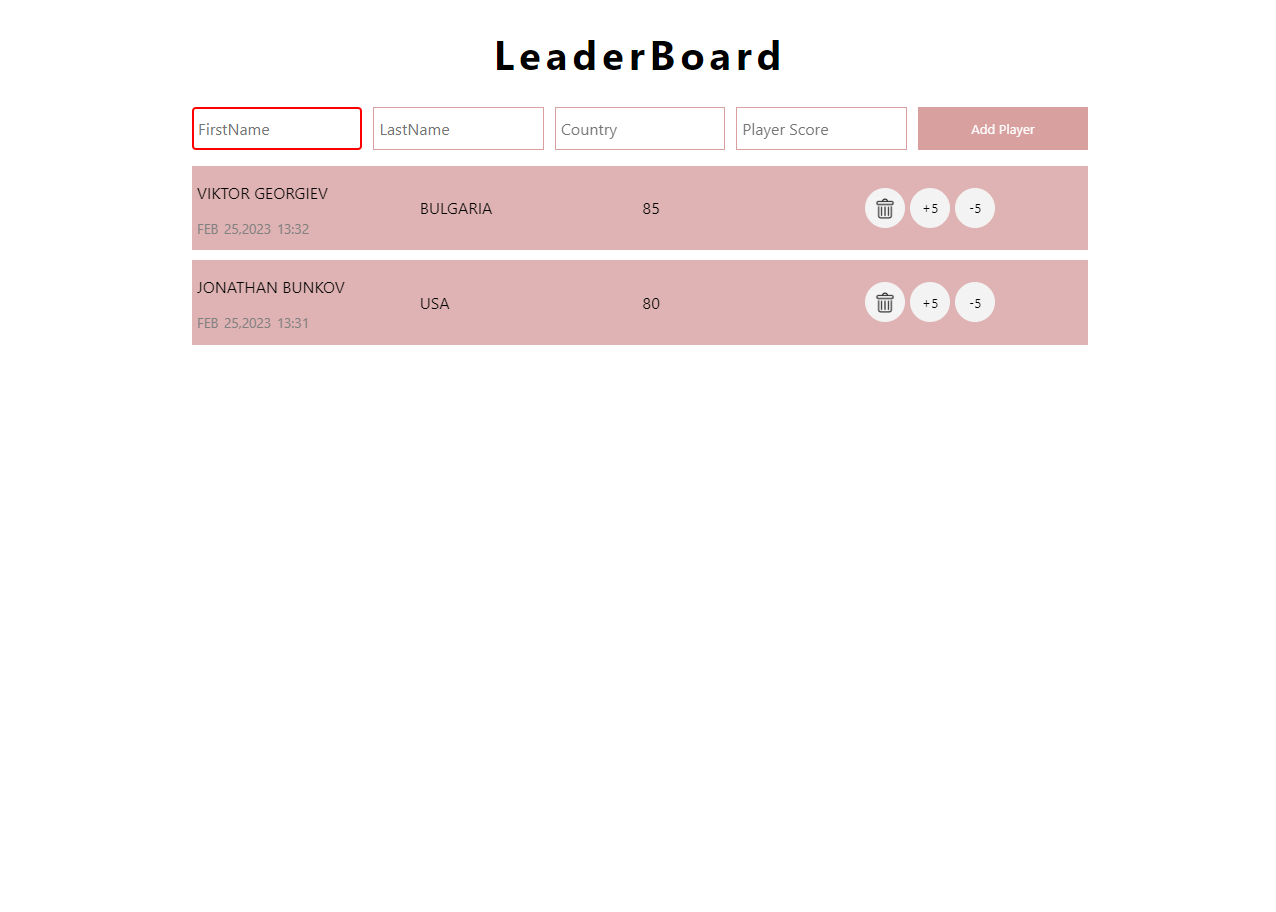 LeaderBoard
FirstName LastName Country Player Score Add Player
VIKTOR GEORGIEV
BULGARIA 85 +5 -5
FEB 25,2023 13:32
JONATHAN BUNKOV
USA 80 +5 -5
FEB 25,2023 13:31